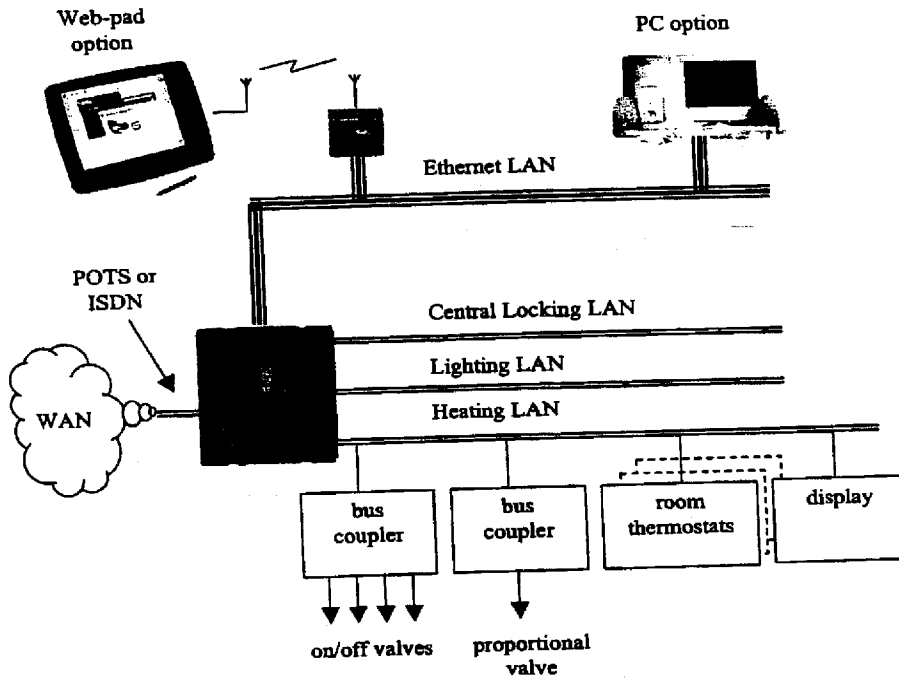 Web-pad
option
PC option
Ethernet LAN
POTS or
ISDN
Central Locking LAN
Lighting LAN
WAN
Heating LAN
bus
coupler
bus
coupler
room
thermostats
display
on/off valves
proportional
valve